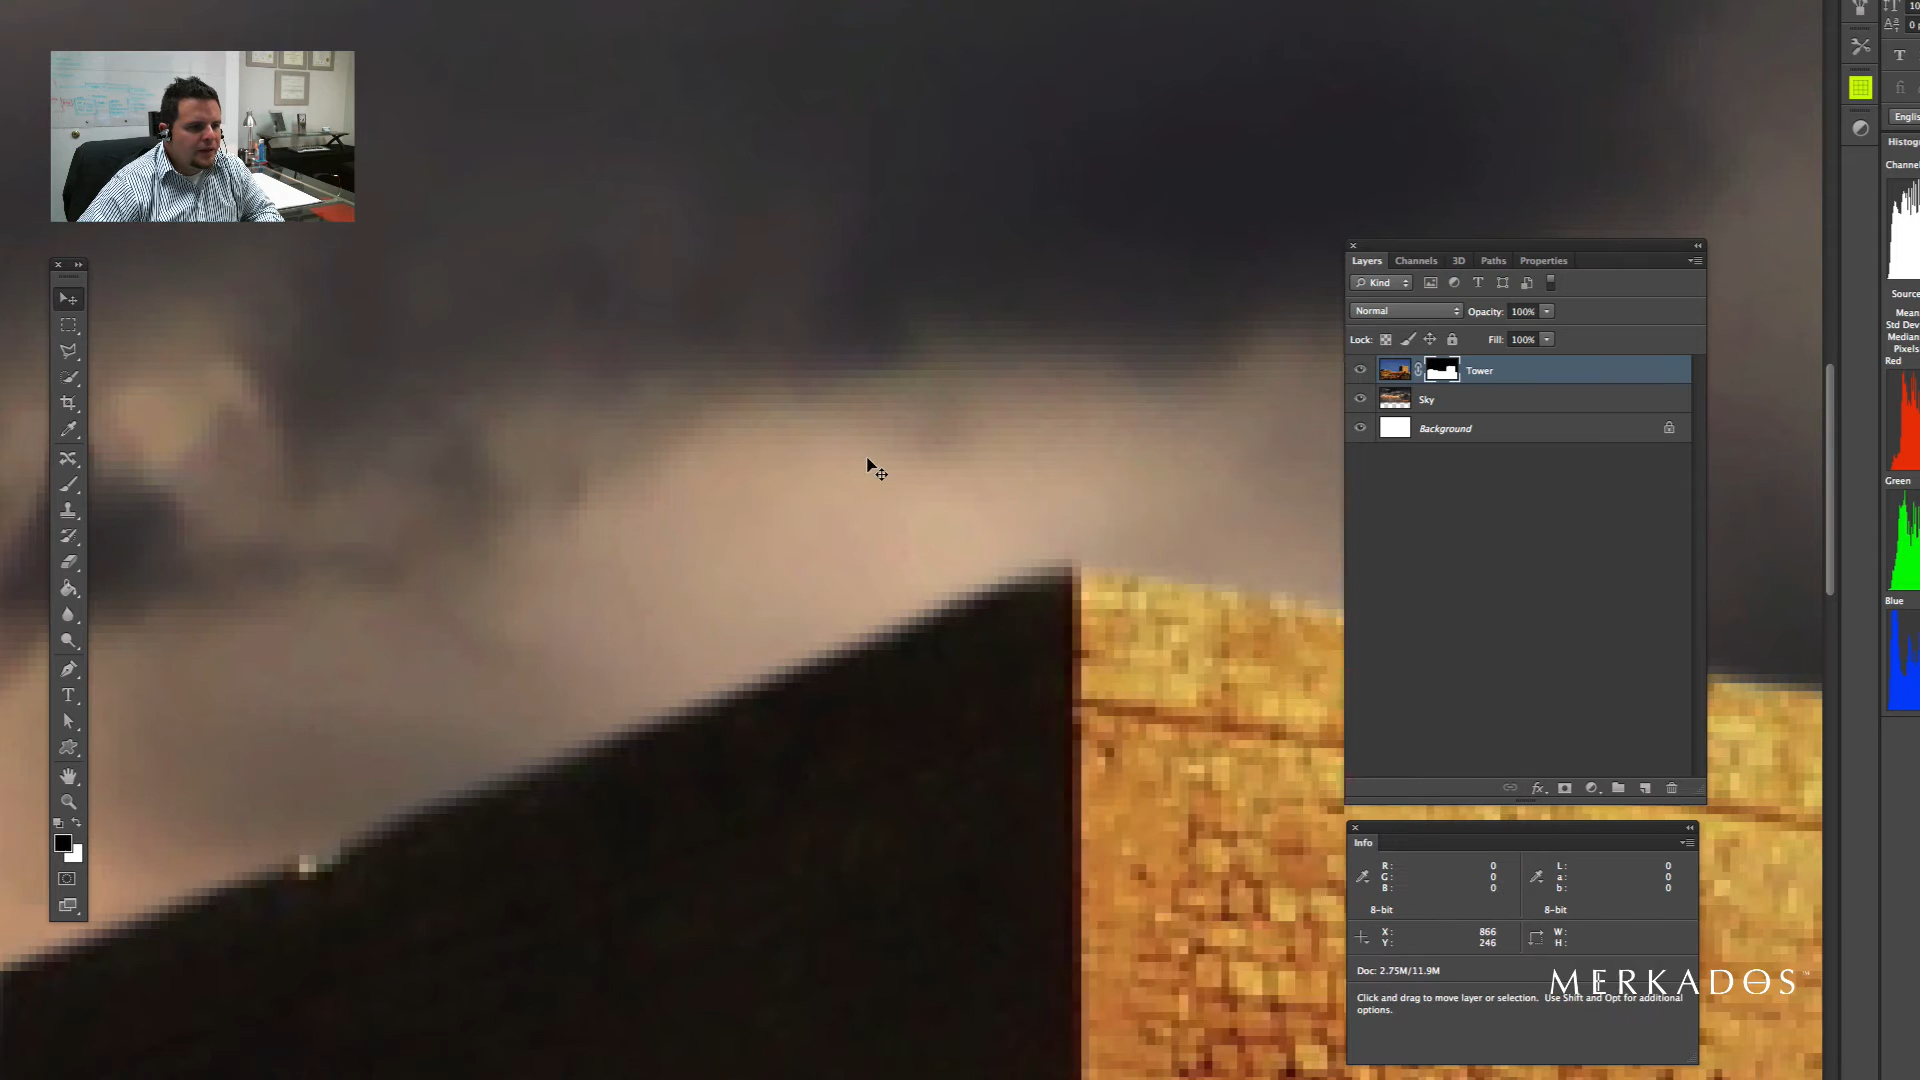 T
T
fi
Englis
Histog
Channel
Source
Mean
Std Dev
Median
Pixels
Red
Green
Blue
Layers Channels 3D Paths Properties
Kind T
Normal Opacity: 100%
Lock: Fill: 100%
Tower
Sky
Background
Info
R: 0 L: 0
G: 0 a: 0
B: 0 b: 0
8-bit 8-bit
X: 866 W:
Y: 246 H:
Doc: 2.75M/11.9M
Click and drag to move layer or selection. Use Shift and Opt for additional
options.
MERKADOS